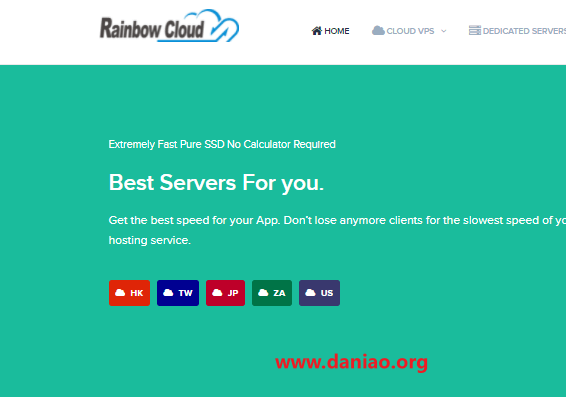 Rainbow Cloud
HOME
CLOUD VPS
DEDICATED SERVERS
Extremely Fast Pure SSD No Calculator Required
Best Servers For you.
Get the best speed for your App. Don't lose anymore clients for the slowest speed of
hosting service.
HK
TW
JP
ZA
US
www.daniao.org